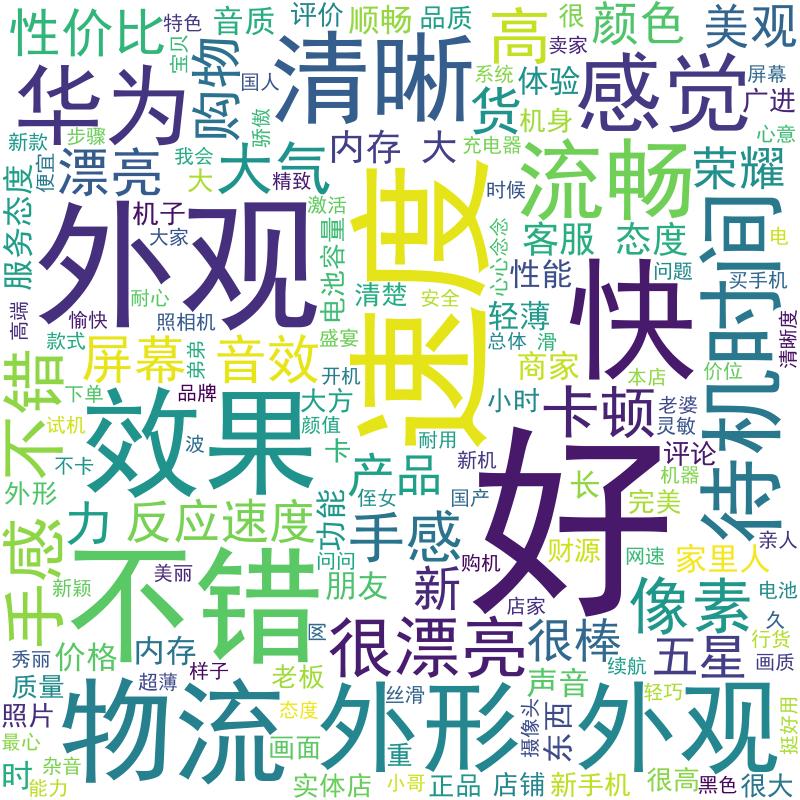 性价比
特色
音质
评价
顺畅
品质
高
很
卖家
颜色
美观
宝贝
购物
国人
清晰
系统
体验
感觉
屏幕
广进
华为
货
机身
骄傲
新款
步骤
漂亮
便宜
我会
大
大气
内存
大
充电器
心意
精致
流畅
荣耀
服务态度
机子
大家
激活
速度
时候
心心念念
客服
态度
电
外观
电池容量
性能
问题
买手机
待机时间
清晰度
耐心
清楚
安全
轻薄
快
高端
愉快
照相机
盛宴
总体
滑
款式
屏幕
弟弟
音效
开机
商家
本店
价位
不错
下单
品牌
大方
小时
卡顿
老婆
灵敏
试机
效果
颜值
不卡
波
卡
耐用
评论
外形
产品
新机
好
长
机器
手感
力
反应速度
功能
侄女
国产
完美
手感
财源
网速
家里人
亲人
美丽
问问
购机
新颖
不错
朋友
新
店家
像素
电池
久
网
很漂亮
很棒
五星
行货
画质
秀丽
价格
内存
样子
续航
质量
超薄
老板
丝滑
声音
轻巧
照片
物流
态度
外形
摄像头
东西
外观
挺好用
最心
画面
重
时
杂音
能力
实体店
小哥
正品
店铺
新手机
很高
黑色
很大